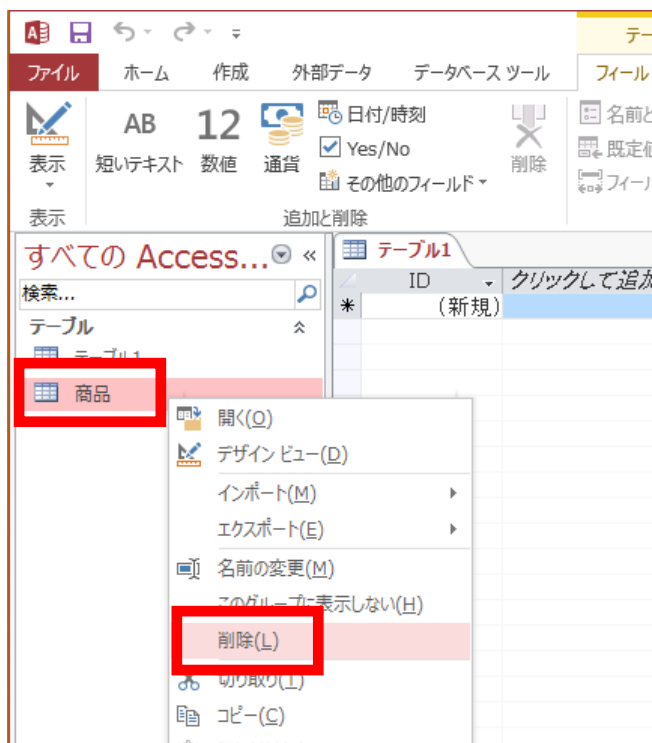 テー
ファイル ホーム 作成 外部データ データベース ツール フィール
表示 AB 短いテキスト 12 数値 通貨 日付/時刻
Yes/No
その他のフィールド
削除
名前と
既定値
フィール
表示 追加と削除
すべての Access...
検索...
テーブル
テーブル1
商品
テーブル1
ID クリックして追加
(新規)
開く(O)
デザイン ビュー(D)
インポート(M)
エクスポート(E)
名前の変更(M)
このグループに表示しない(H)
削除(L)
切り取り(T)
コピー(C)